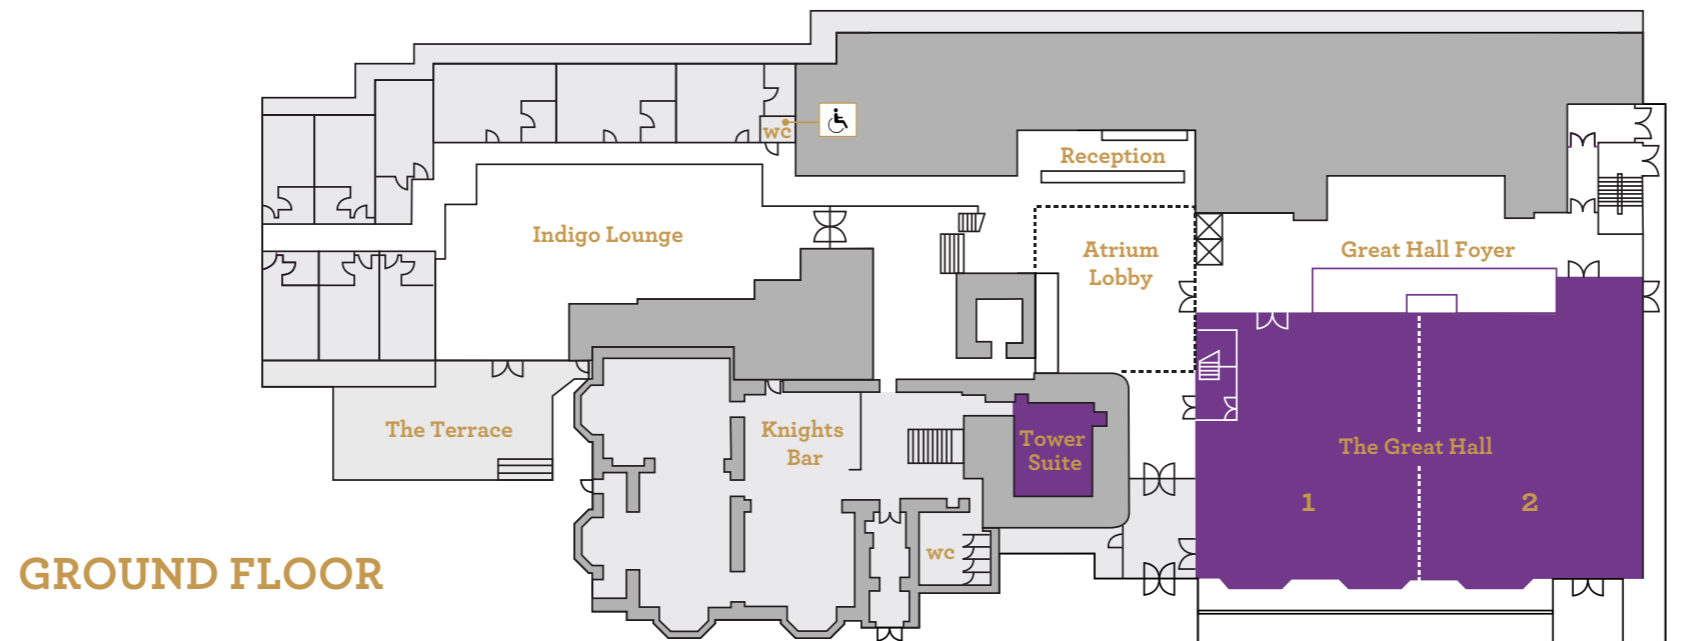 wc
Reception
Indigo Lounge
Atrium
Lobby
Great Hall Foyer
The Terrace
Knights
Bar
Tower
Suite
The Great Hall
1
2
wc
GROUND FLOOR